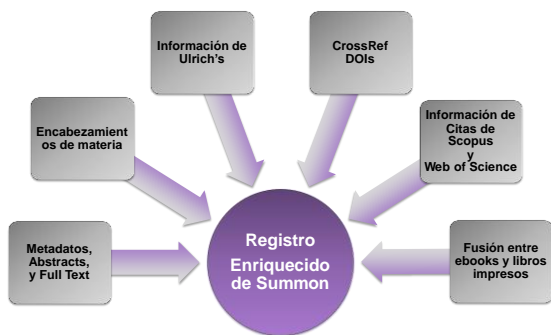 Información de
Ulrich's
CrossRef
DOIs
Encabezamient
os de materia
Información de
Citas de
Scopus
y
Web of Science
Metadatos,
Abstracts,
y Full Text
Registro
Enriquecido
de Summon
Fusión entre
ebooks y libros
impresos